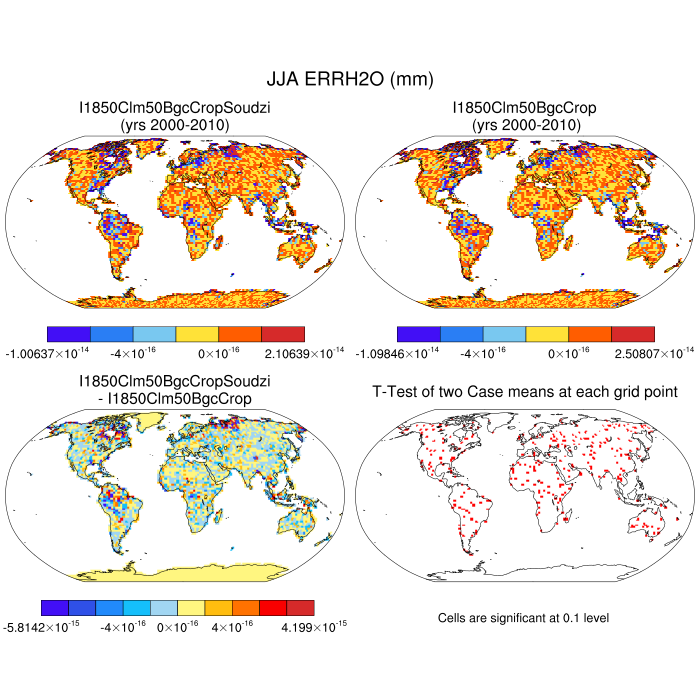 JJA ERRH2O (mm)
I1850Clm50BgcCropSoudzi
(yrs 2000-2010)
I1850Clm50BgcCrop
(yrs 2000-2010)
-1.00637×10⁻¹⁴ -4×10⁻¹⁶ 0×10⁻¹⁶ 2.10639×10⁻¹⁴
-1.09846×10⁻¹⁴ -4×10⁻¹⁶ 0×10⁻¹⁶ 2.50807×10⁻¹⁴
I1850Clm50BgcCropSoudzi
- I1850Clm50BgcCrop
T-Test of two Case means at each grid point
-5.8142×10⁻¹⁵ -4×10⁻¹⁶ 0×10⁻¹⁶ 4×10⁻¹⁶ 4.199×10⁻¹⁵
Cells are significant at 0.1 level